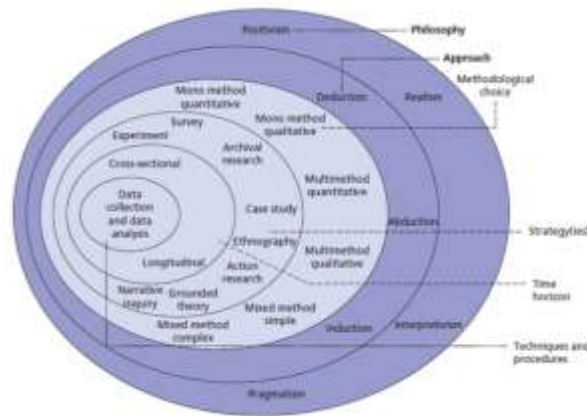 Positivism
Philosophy
Approach
Methodological
choice
Mono method
quantitative
Deduction
Realism
Survey
Mono method
qualitative
Experiment
Archival
research
Cross-sectional
Multimethod
quantitative
Data
collection
and data
analysis
Case study
Abduction
Ethnography
Strategy(ies)
Multimethod
qualitative
Longitudinal
Action
research
Time
horizon
Narrative
inquiry
Grounded
theory
Mixed method
simple
Mixed method
complex
Induction
Interpretivism
Techniques and
procedures
Pragmatism